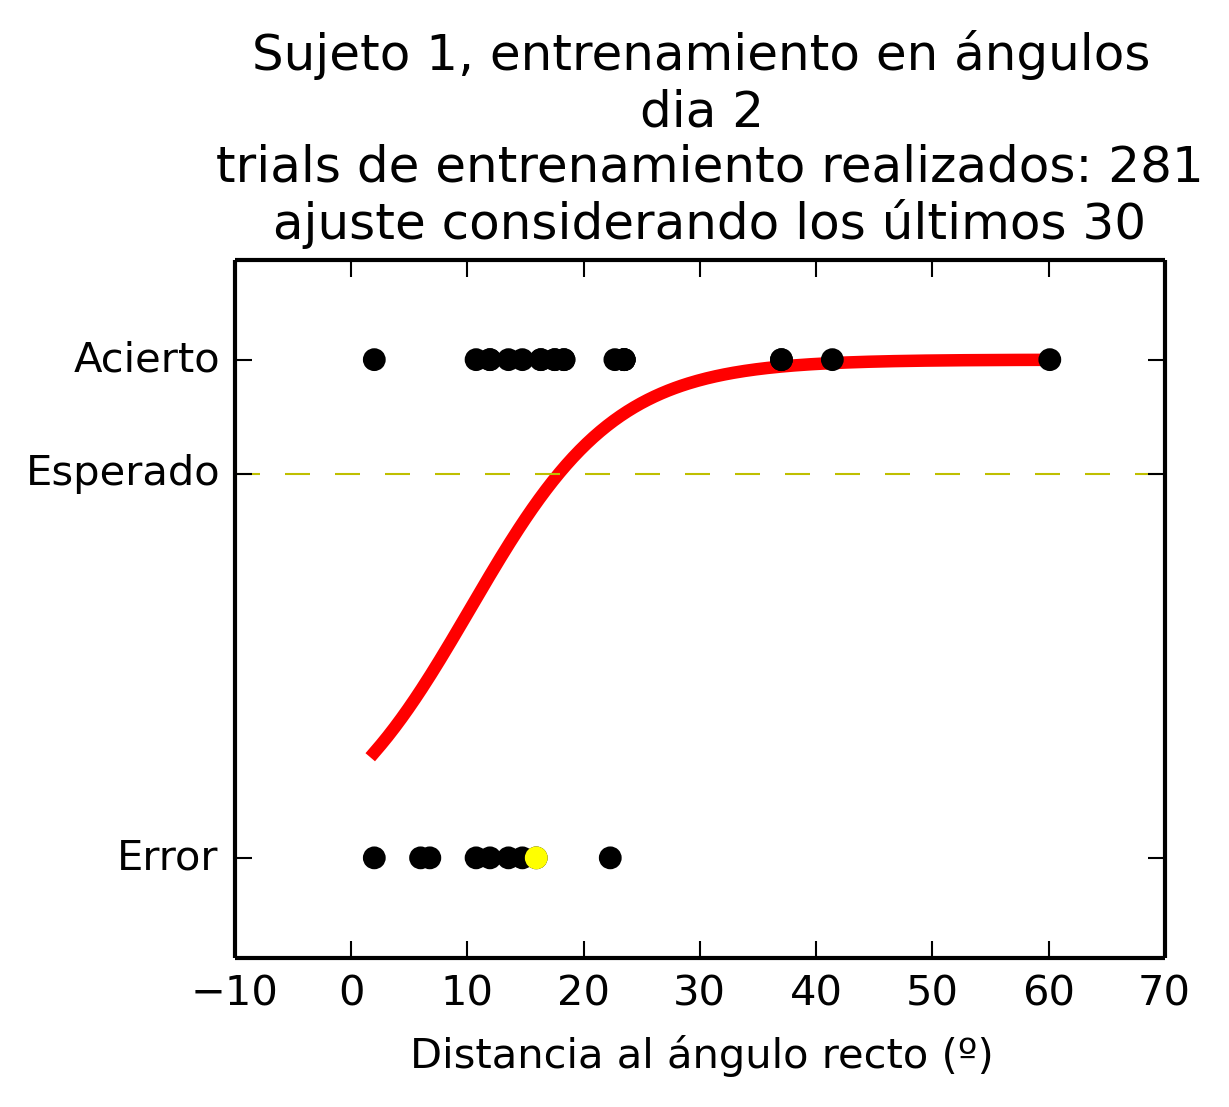 Sujeto 1, entrenamiento en ángulos
dia 2
trials de entrenamiento realizados: 281
ajuste considerando los últimos 30
Acierto
Esperado
Error
−10 0 10 20 30 40 50 60 70
Distancia al ángulo recto (º)